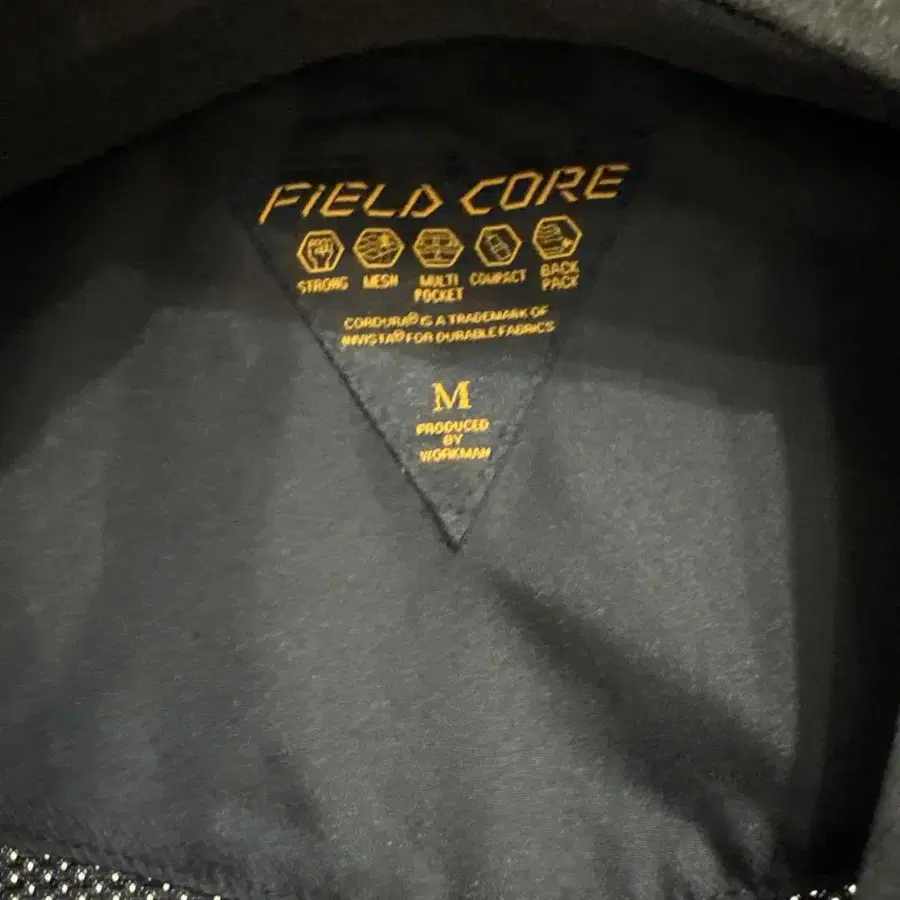 FiELD CORE
STRONG MESH MULTI POCKET COMPACT BACK PACK
CORDURA® IS A TRADEMARK OF
INVISTA® FOR DURABLE FABRICS
M
PRODUCED
BY
WORKMAN